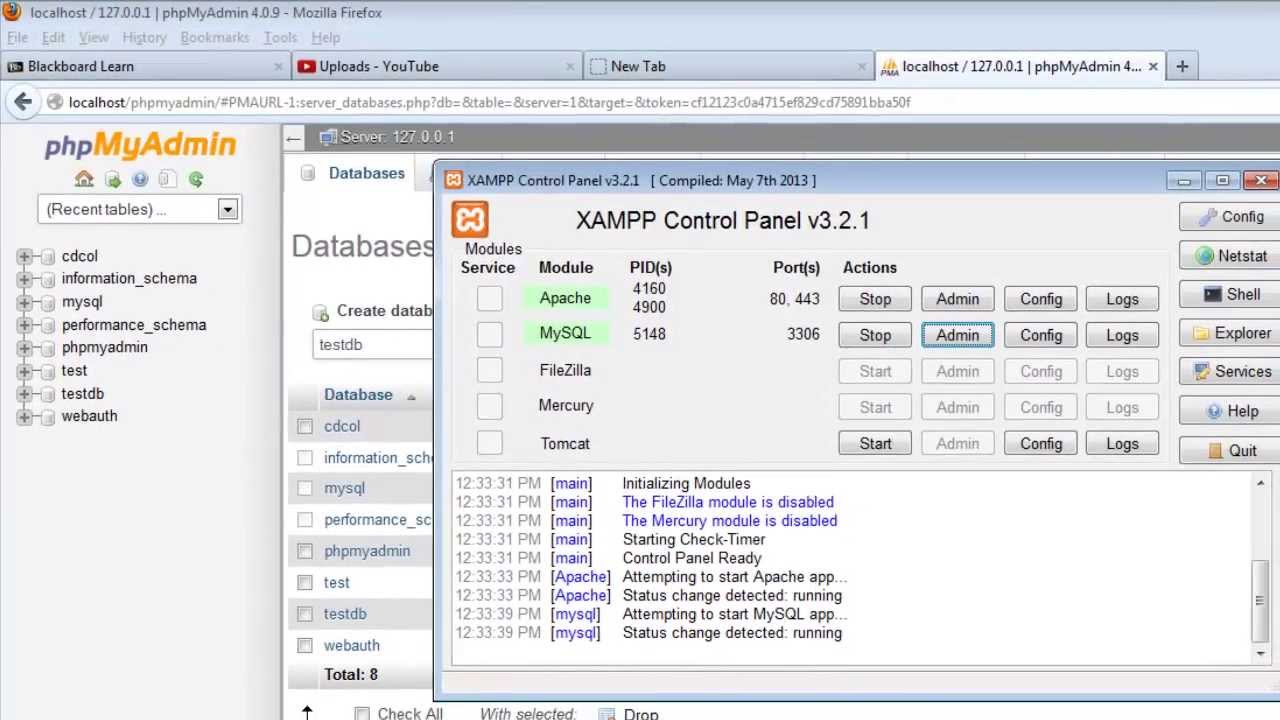 localhost / 127.0.0.1 | phpMyAdmin 4.0.9 - Mozilla Firefox
File Edit View History Bookmarks Tools Help
Blackboard Learn
Uploads - YouTube
New Tab
localhost / 127.0.0.1 | phpMyAdmin 4....
localhost/phpmyadmin/#PMAURL-1:server_databases.php?db=&table=&server=1&target=&token=cf12123c0a4715ef829cd75891bba50f
phpMyAdmin
(Recent tables) ...
cdcol
information_schema
mysql
performance_schema
phpmyadmin
test
testdb
webauth
Server: 127.0.0.1
Databases
Databases
Create datab
testdb
Database
cdcol
information_sche
mysql
performance_sc
phpmyadmin
test
testdb
webauth
Total: 8
Check All With selected: Drop
XAMPP Control Panel v3.2.1 [ Compiled: May 7th 2013 ]
XAMPP Control Panel v3.2.1
Modules
Service Module PID(s) Port(s) Actions
Apache 4160 4900 80, 443 Stop Admin Config Logs
MySQL 5148 3306 Stop Admin Config Logs
FileZilla Start Admin Config Logs
Mercury Start Admin Config Logs
Tomcat Start Admin Config Logs
Config
Netstat
Shell
Explorer
Services
Help
Quit
12:33:31 PM [main] Initializing Modules
12:33:31 PM [main] The FileZilla module is disabled
12:33:31 PM [main] The Mercury module is disabled
12:33:31 PM [main] Starting Check-Timer
12:33:31 PM [main] Control Panel Ready
12:33:33 PM [Apache] Attempting to start Apache app...
12:33:33 PM [Apache] Status change detected: running
12:33:39 PM [mysql] Attempting to start MySQL app...
12:33:39 PM [mysql] Status change detected: running